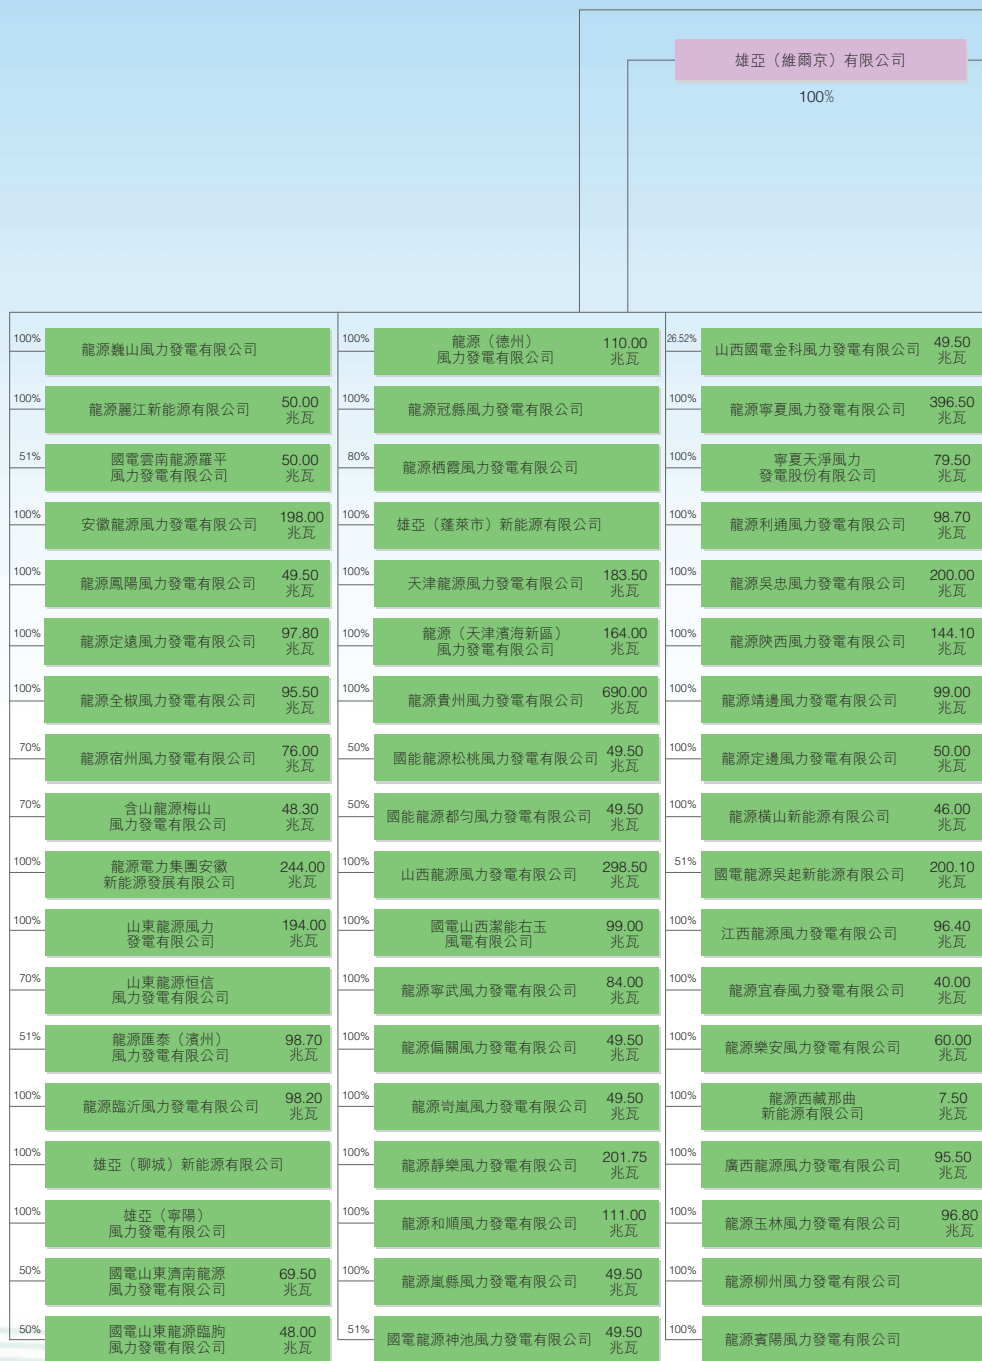 雄亞（維爾京）有限公司
100%
100%
龍源巍山風力發電有限公司
100%
龍源麗江新能源有限公司
50.00
兆瓦
51%
國電雲南龍源羅平
風力發電有限公司
50.00
兆瓦
100%
安徽龍源風力發電有限公司
198.00
兆瓦
100%
龍源鳳陽風力發電有限公司
49.50
兆瓦
100%
龍源定遠風力發電有限公司
97.80
兆瓦
100%
龍源全椒風力發電有限公司
95.50
兆瓦
70%
龍源宿州風力發電有限公司
76.00
兆瓦
70%
含山龍源梅山
風力發電有限公司
48.30
兆瓦
100%
龍源電力集團安徽
新能源發展有限公司
244.00
兆瓦
100%
山東龍源風力
發電有限公司
194.00
兆瓦
70%
山東龍源恒信
風力發電有限公司
51%
龍源匯泰（濱州）
風力發電有限公司
98.70
兆瓦
100%
龍源臨沂風力發電有限公司
98.20
兆瓦
100%
雄亞（聊城）新能源有限公司
100%
雄亞（寧陽）
風力發電有限公司
50%
國電山東濟南龍源
風力發電有限公司
69.50
兆瓦
50%
國電山東龍源臨朐
風力發電有限公司
48.00
兆瓦
100%
龍源（德州）
風力發電有限公司
110.00
兆瓦
100%
龍源冠縣風力發電有限公司
80%
龍源栖霞風力發電有限公司
100%
雄亞（蓬萊市）新能源有限公司
100%
天津龍源風力發電有限公司
183.50
兆瓦
100%
龍源（天津濱海新區）
風力發電有限公司
164.00
兆瓦
100%
龍源貴州風力發電有限公司
690.00
兆瓦
50%
國能龍源松桃風力發電有限公司
49.50
兆瓦
50%
國能龍源都勻風力發電有限公司
49.50
兆瓦
100%
山西龍源風力發電有限公司
298.50
兆瓦
100%
國電山西潔能右玉
風電有限公司
99.00
兆瓦
100%
龍源寧武風力發電有限公司
84.00
兆瓦
100%
龍源偏關風力發電有限公司
49.50
兆瓦
100%
龍源岢嵐風力發電有限公司
49.50
兆瓦
100%
龍源靜樂風力發電有限公司
201.75
兆瓦
100%
龍源和順風力發電有限公司
111.00
兆瓦
100%
龍源嵐縣風力發電有限公司
49.50
兆瓦
51%
國電龍源神池風力發電有限公司
49.50
兆瓦
26.52%
山西國電金科風力發電有限公司
49.50
兆瓦
100%
龍源寧夏風力發電有限公司
396.50
兆瓦
100%
寧夏天淨風力
發電股份有限公司
79.50
兆瓦
100%
龍源利通風力發電有限公司
98.70
兆瓦
100%
龍源吳忠風力發電有限公司
200.00
兆瓦
100%
龍源陝西風力發電有限公司
144.10
兆瓦
100%
龍源靖邊風力發電有限公司
99.00
兆瓦
100%
龍源定邊風力發電有限公司
50.00
兆瓦
100%
龍源橫山新能源有限公司
46.00
兆瓦
51%
國電龍源吳起新能源有限公司
200.10
兆瓦
100%
江西龍源風力發電有限公司
96.40
兆瓦
100%
龍源宜春風力發電有限公司
40.00
兆瓦
100%
龍源樂安風力發電有限公司
60.00
兆瓦
100%
龍源西藏那曲
新能源有限公司
7.50
兆瓦
100%
廣西龍源風力發電有限公司
95.50
兆瓦
100%
龍源玉林風力發電有限公司
96.80
兆瓦
100%
龍源柳州風力發電有限公司
100%
龍源賓陽風力發電有限公司